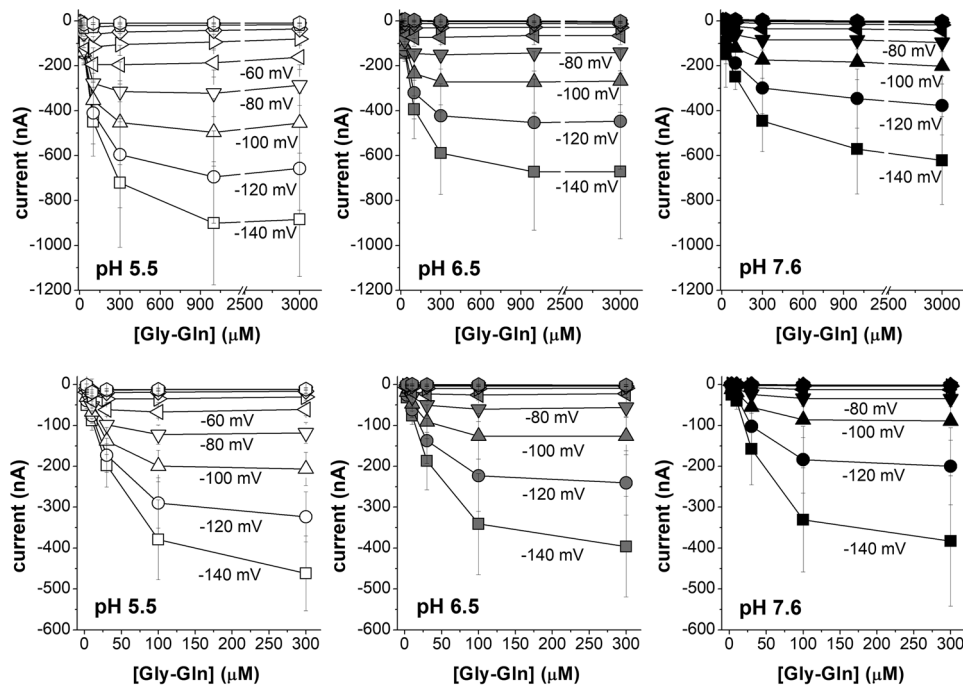 0
-200
-400
-600
-800
-1000
-1200
current (nA)
0 300 600 900 2500 3000
[Gly-Gln] (μM)
-60 mV
-80 mV
-100 mV
-120 mV
-140 mV
pH 5.5
0
-200
-400
-600
-800
-1000
-1200
current (nA)
0 300 600 900 2500 3000
[Gly-Gln] (μM)
-80 mV
-100 mV
-120 mV
-140 mV
pH 6.5
0
-200
-400
-600
-800
-1000
-1200
current (nA)
0 300 600 900 2500 3000
[Gly-Gln] (μM)
-80 mV
-100 mV
-120 mV
-140 mV
pH 7.6
0
-100
-200
-300
-400
-500
-600
current (nA)
0 50 100 150 200 250 300
[Gly-Gln] (μM)
-60 mV
-80 mV
-100 mV
-120 mV
-140 mV
pH 5.5
0
-100
-200
-300
-400
-500
-600
current (nA)
0 50 100 150 200 250 300
[Gly-Gln] (μM)
-80 mV
-100 mV
-120 mV
-140 mV
pH 6.5
0
-100
-200
-300
-400
-500
-600
current (nA)
0 50 100 150 200 250 300
[Gly-Gln] (μM)
-80 mV
-100 mV
-120 mV
-140 mV
pH 7.6